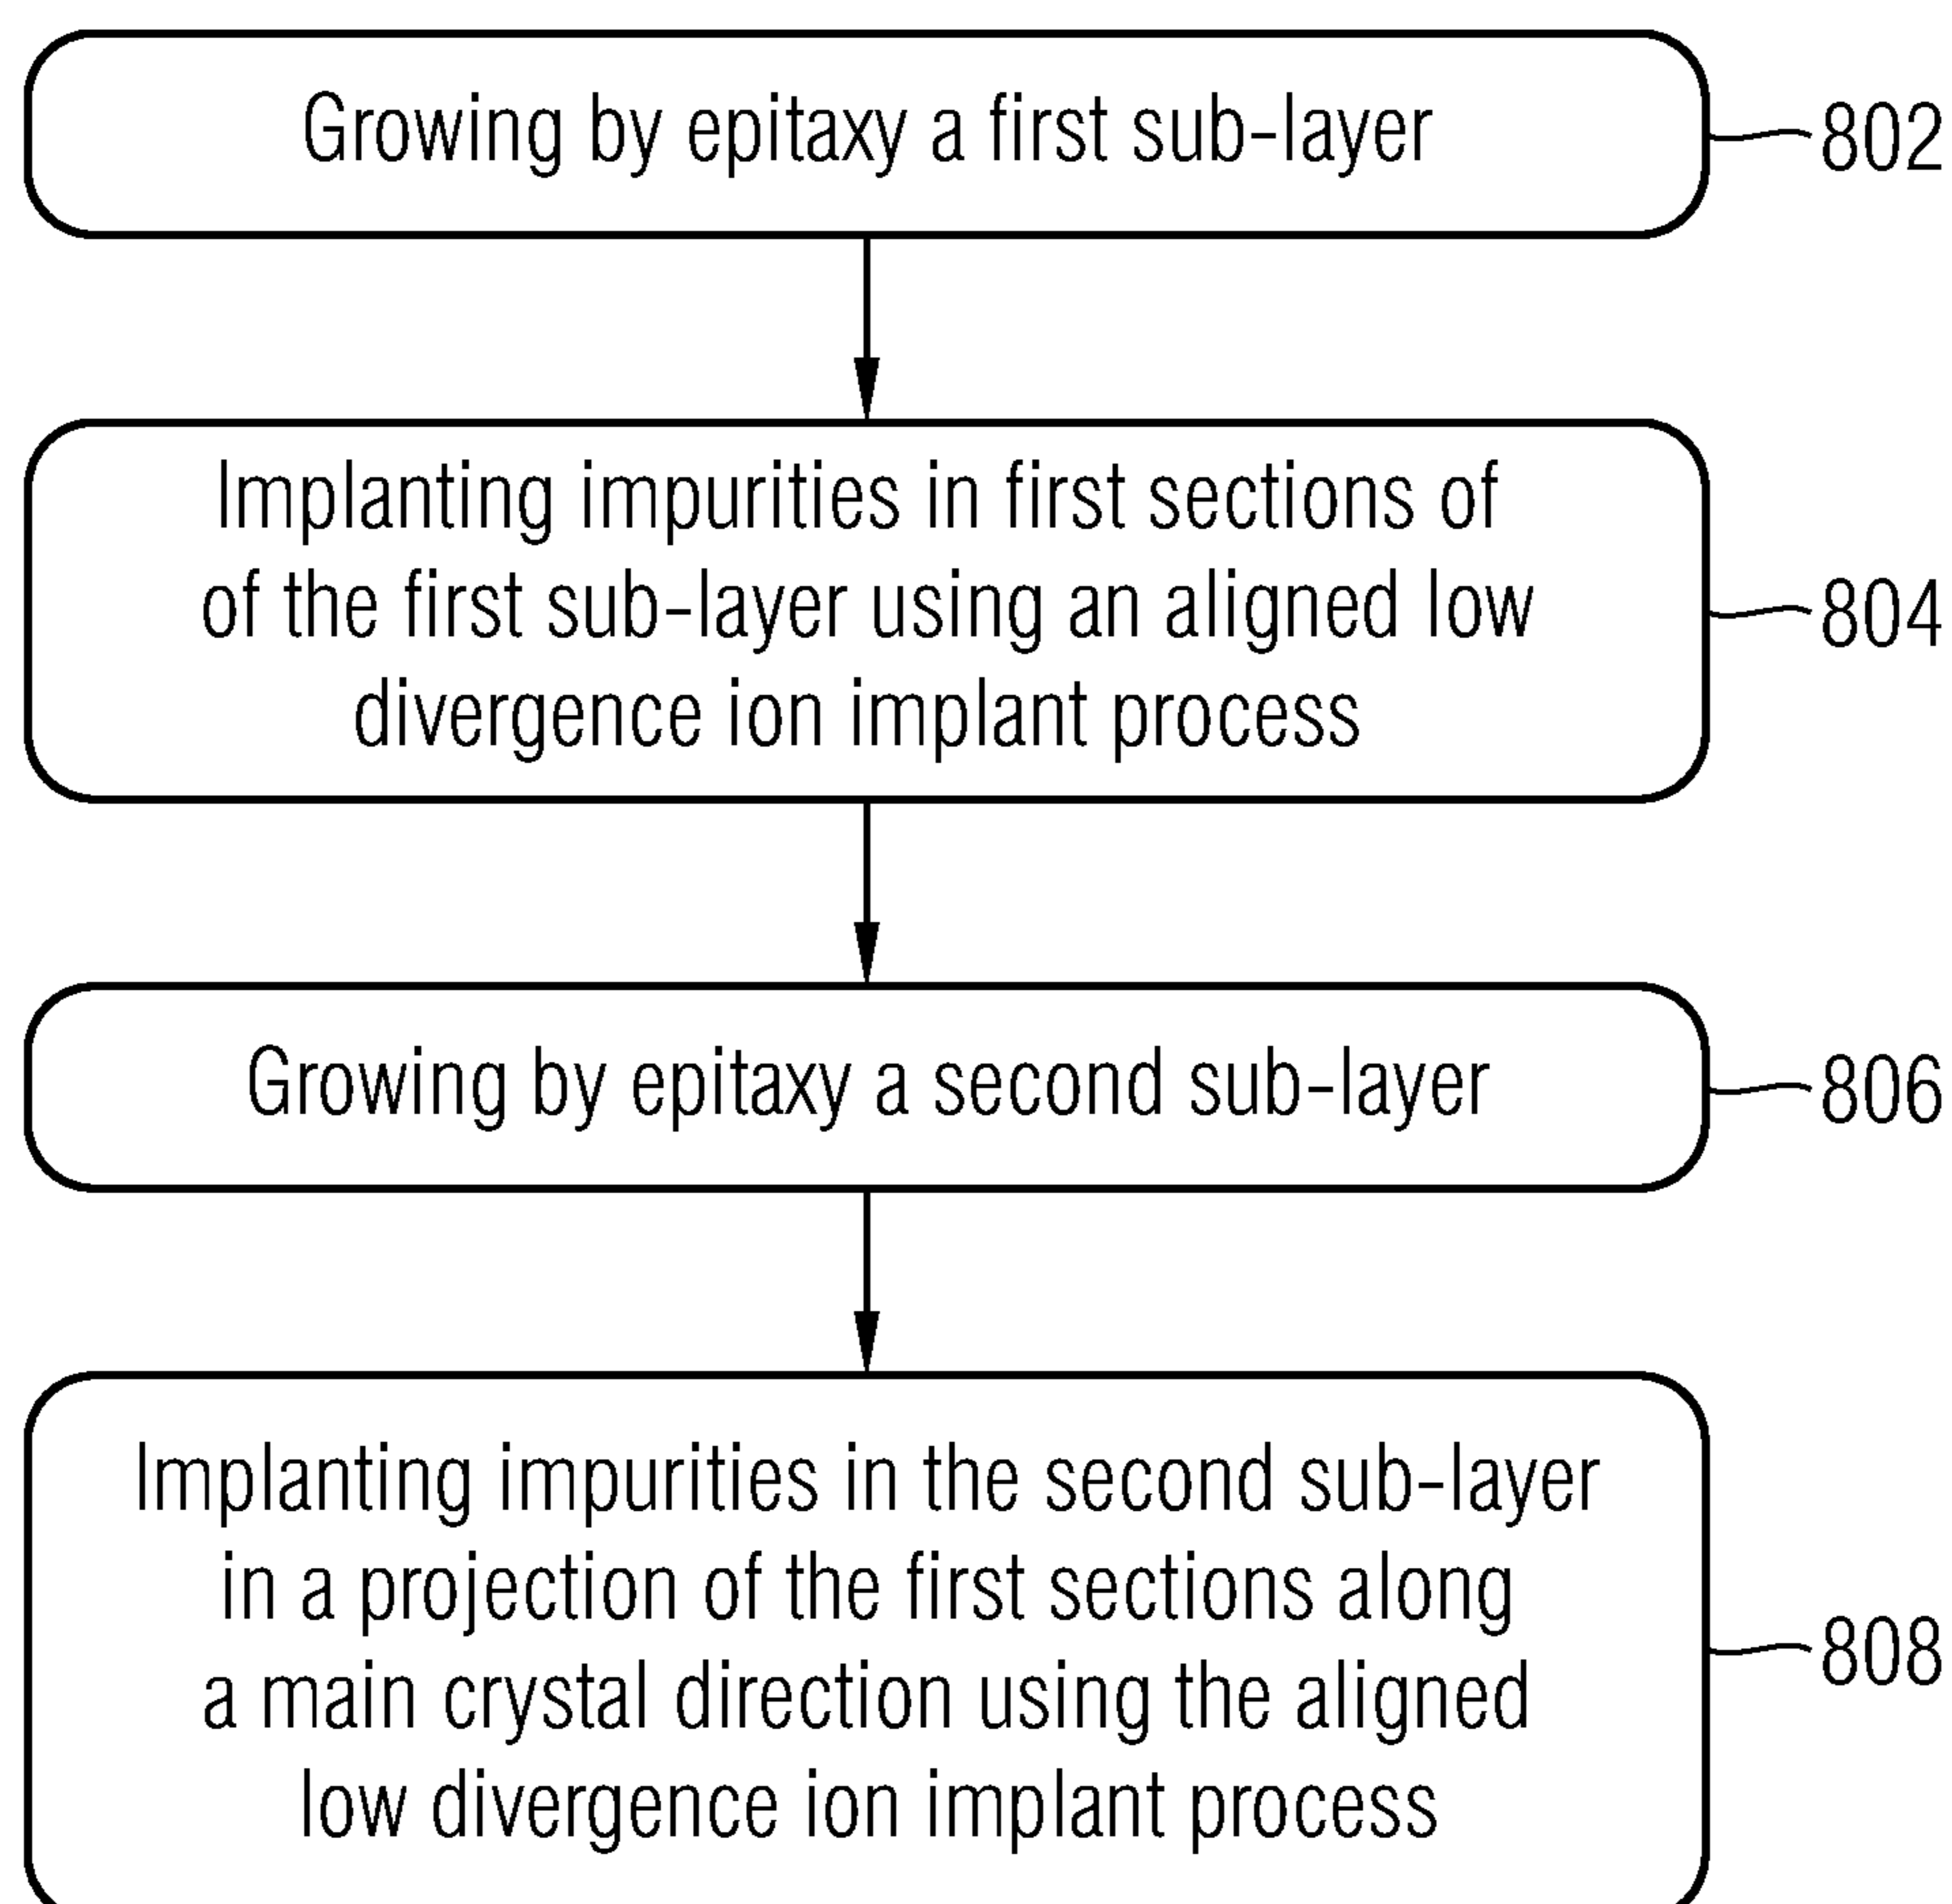 Growing by epitaxy a first sub-layer
802
Implanting impurities in first sections of
of the first sub-layer using an aligned low
divergence ion implant process
804
Growing by epitaxy a second sub-layer
806
Implanting impurities in the second sub-layer
in a projection of the first sections along
a main crystal direction using the aligned
low divergence ion implant process
808